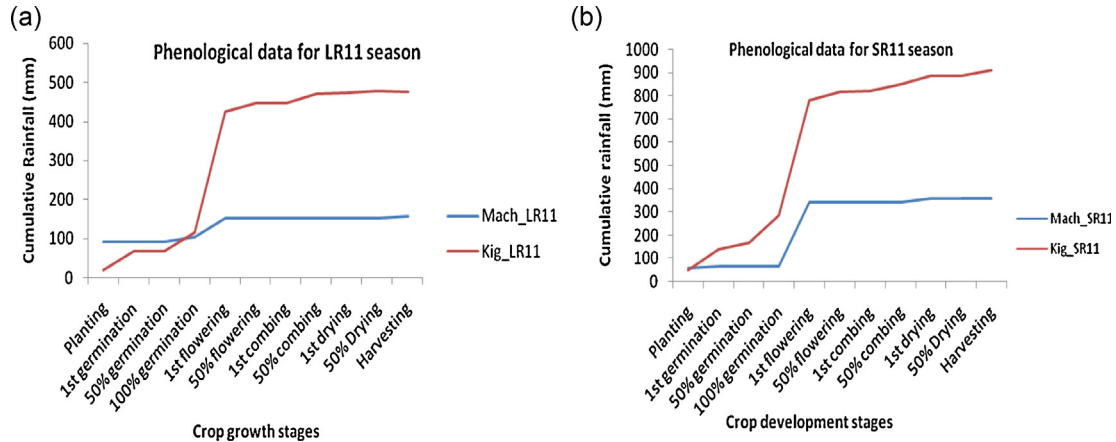 (a)
Phenological data for LR11 season
Cumulative Rainfall (mm)
600
500
400
300
200
100
0
Planting
1st germination
50% germination
100% germination
1st flowering
50% flowering
1st combing
50% combing
1st drying
50% Drying
Harvesting
Crop growth stages
Mach_LR11
Kig_LR11
(b)
Phenological data for SR11 season
Cumulative rainfall (mm)
1000
900
800
700
600
500
400
300
200
100
0
Planting
1st germination
50% germination
100% germination
1st flowering
50% flowering
1st combing
50% combing
1st drying
50% Drying
Harvesting
Crop development stages
Mach_SR11
Kig_SR11